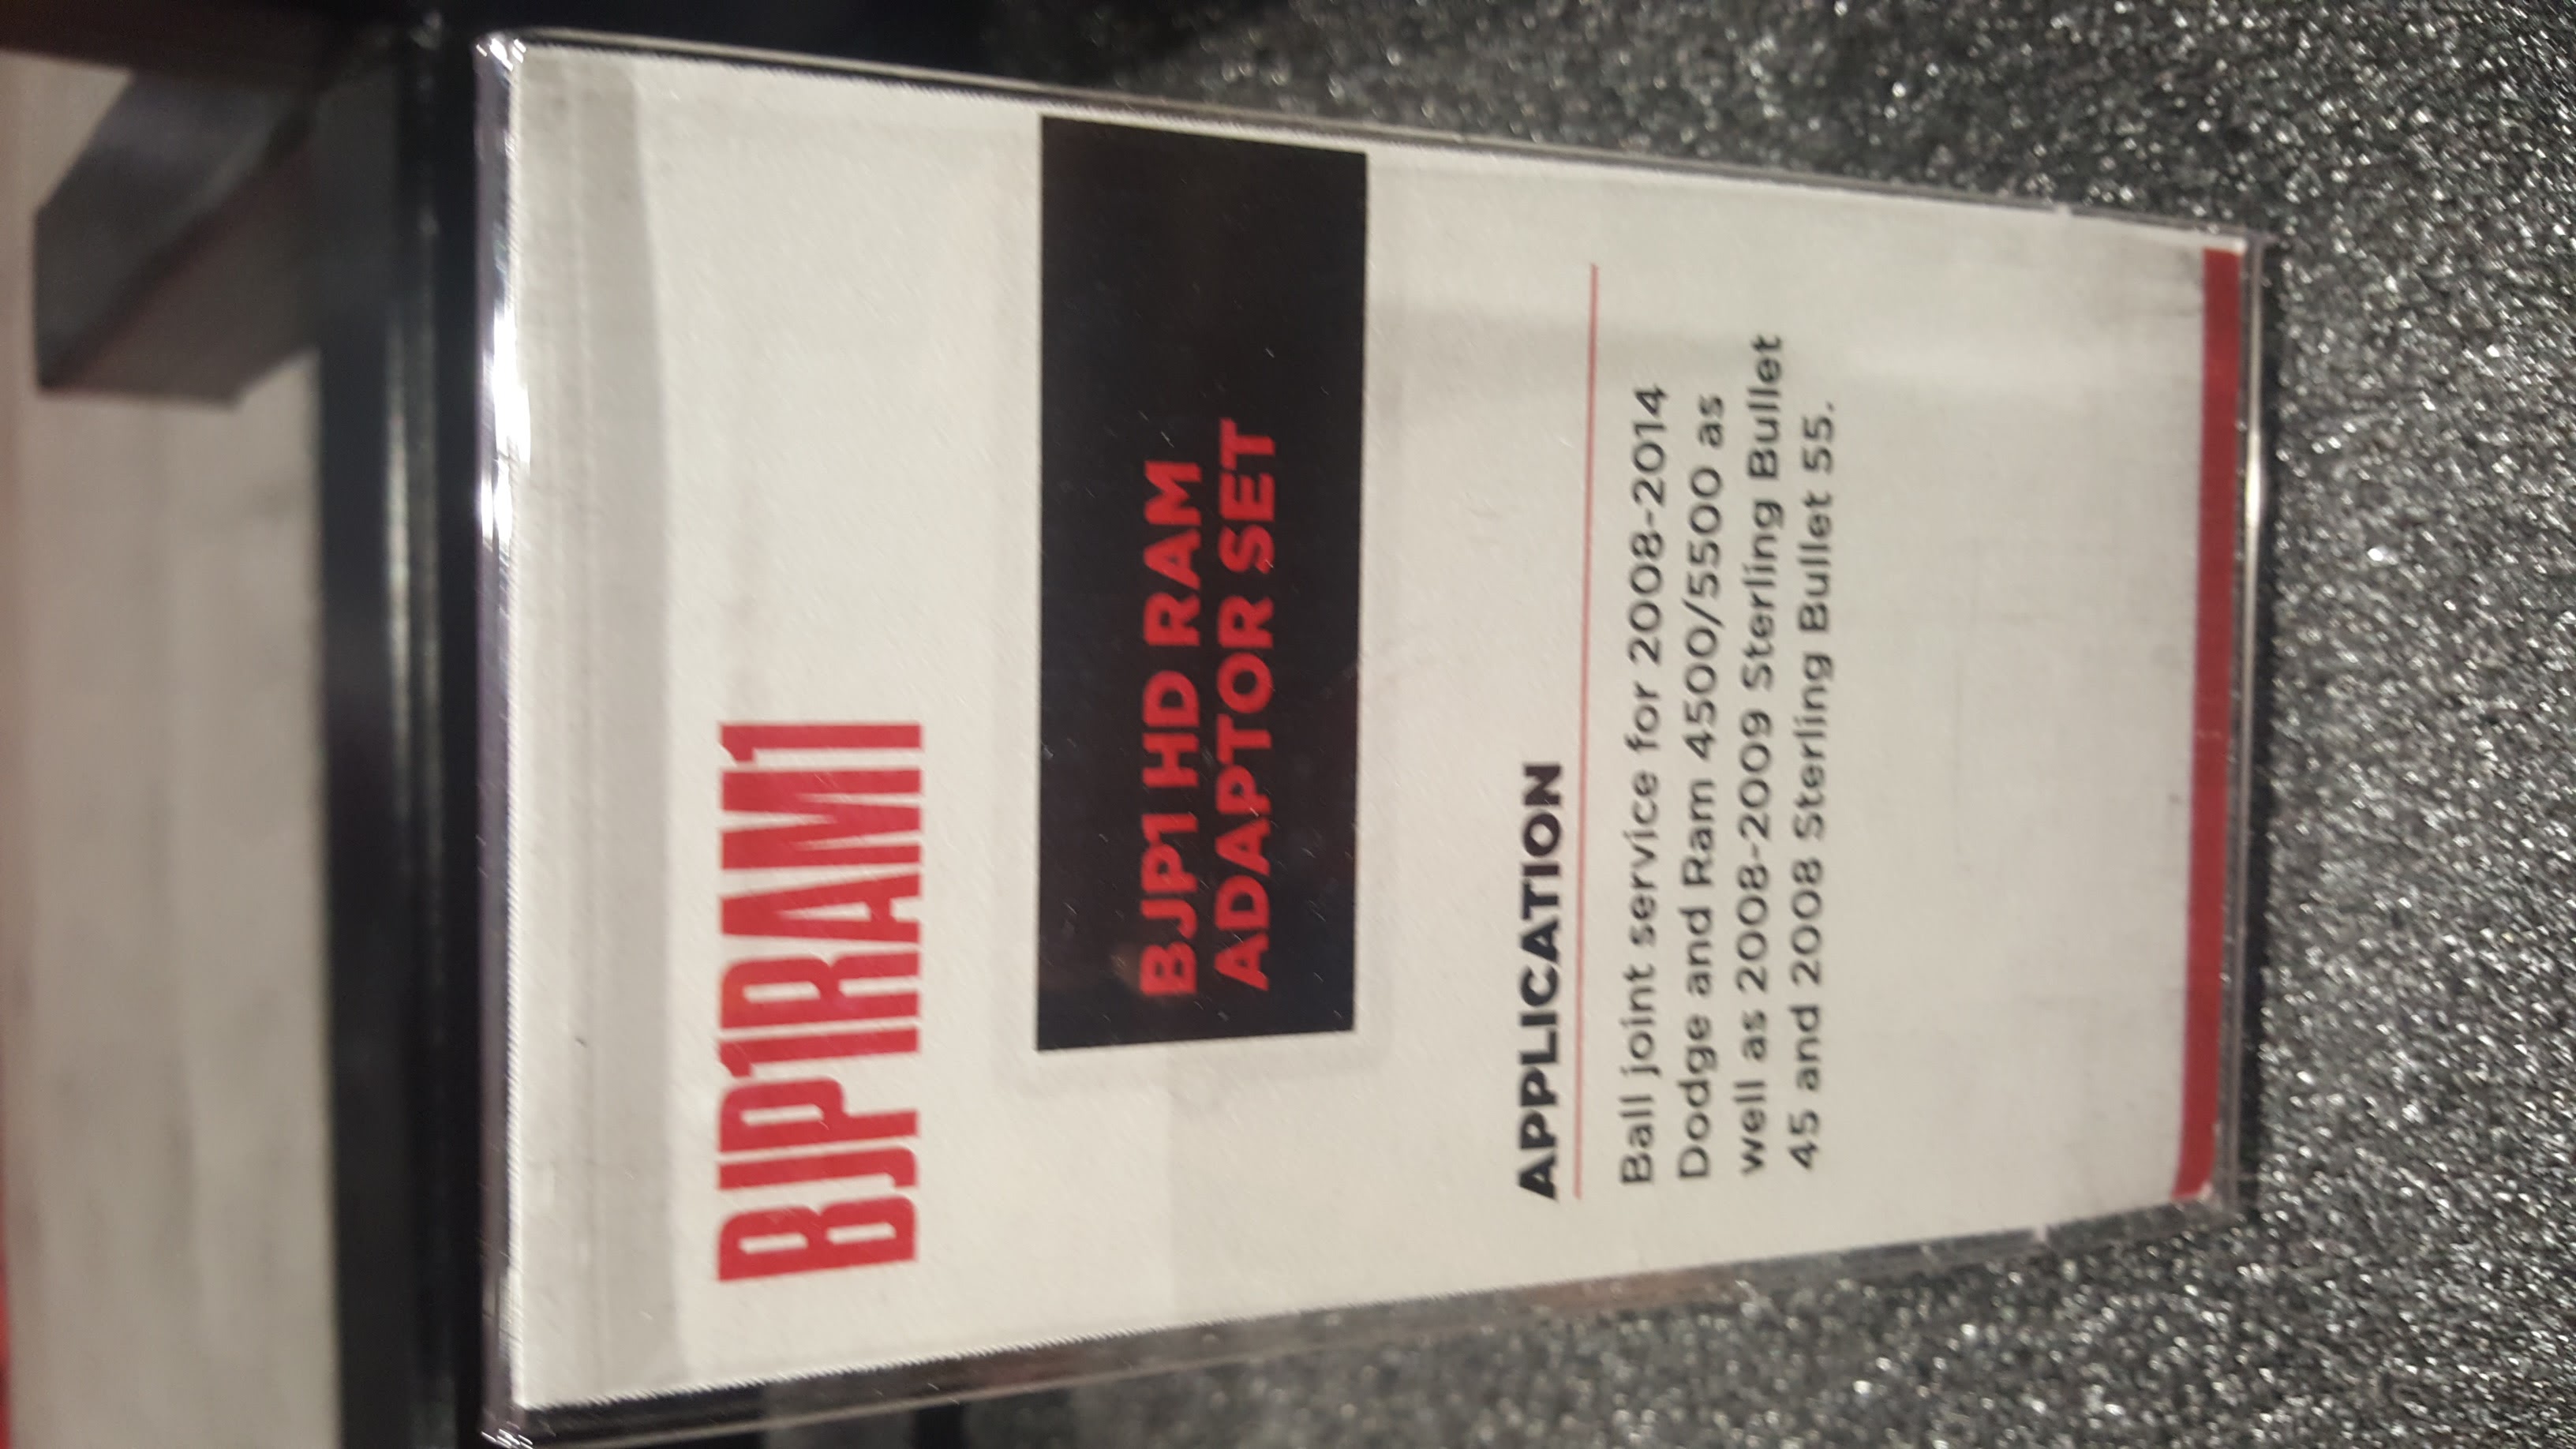 BJP1RAM1
BJP1 HD RAM
ADAPTOR SET
APPLICATION
Ball joint service for 2008-2014
Dodge and Ram 4500/5500 as
well as 2008-2009 Sterling Bullet
45 and 2008 Sterling Bullet 55.